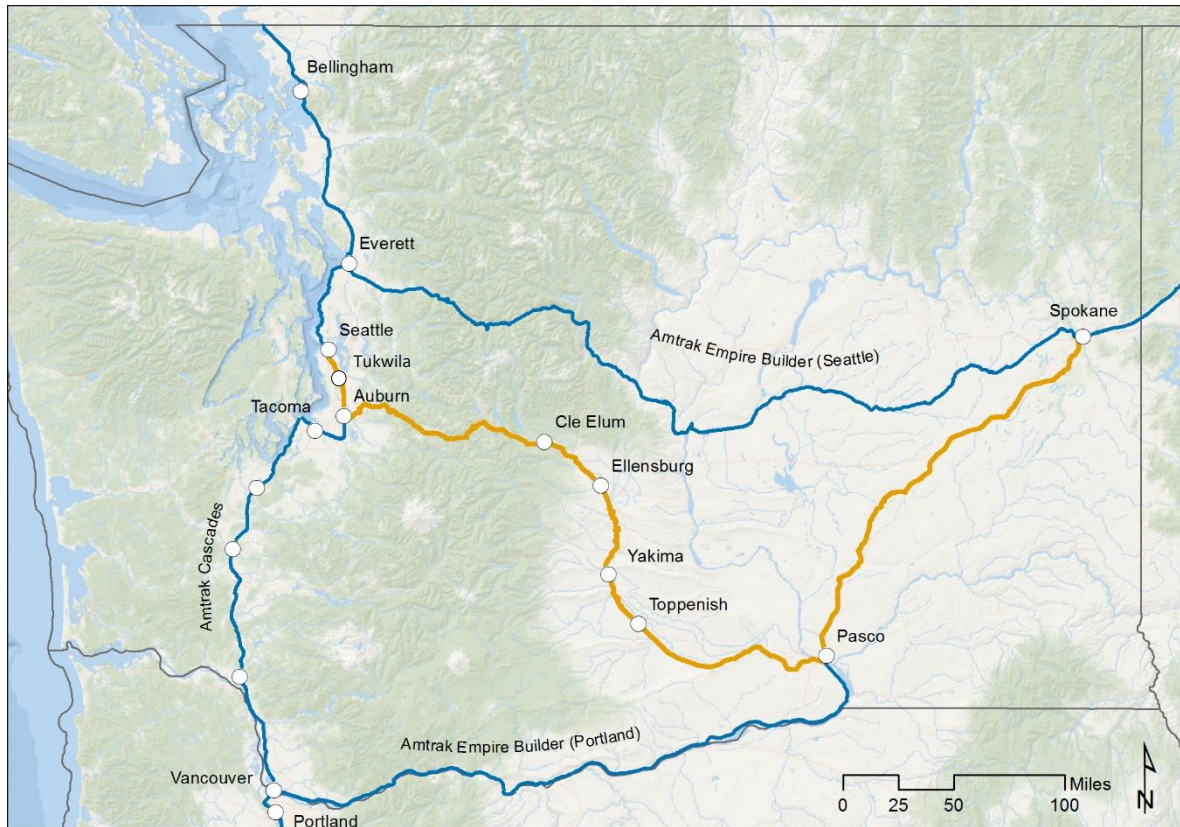 Bellingham
Everett
Seattle
Spokane
Amtrak Empire Builder (Seattle)
Tukwila
Auburn
Tacoma
Cle Elum
Ellensburg
Amtrak Cascades
Yakima
Toppenish
Pasco
Amtrak Empire Builder (Portland)
Vancouver
Portland
Miles
0 25 50 100
N